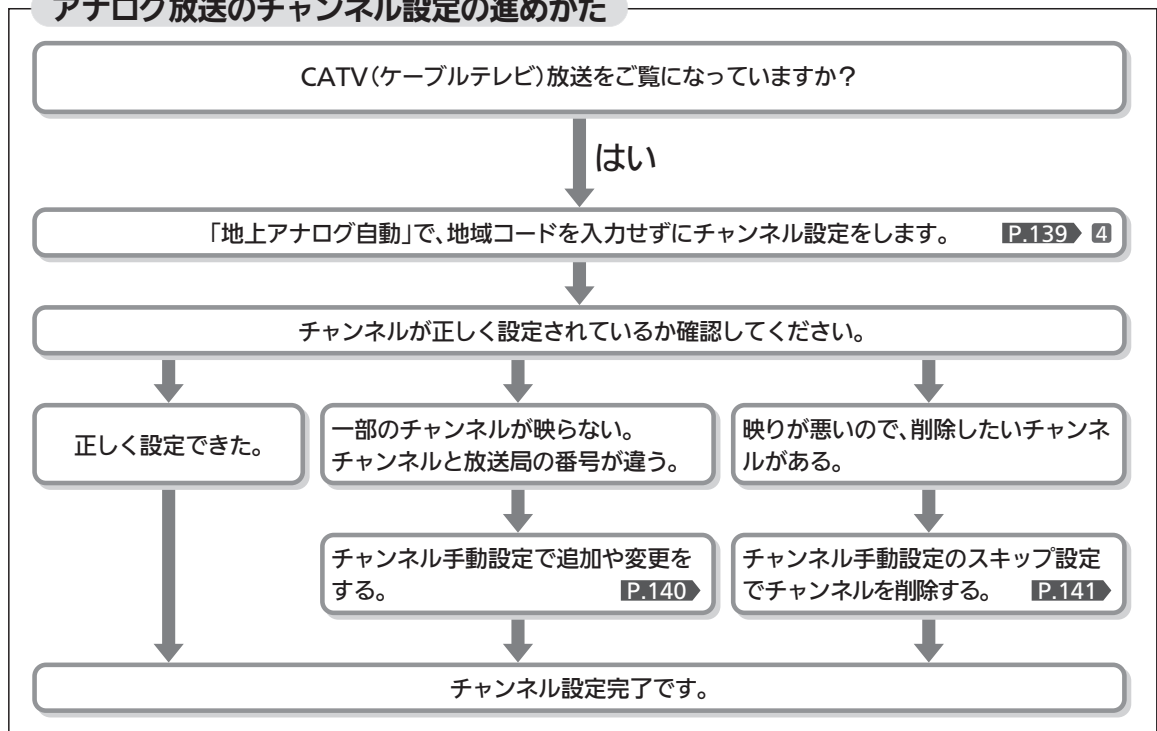 アナログ放送のチャンネル設定の進めかた
CATV（ケーブルテレビ）放送をご覧になっていますか？
はい
「地上アナログ自動」で、地域コードを入力せずにチャンネル設定をします。 P.139 4
チャンネルが正しく設定されているか確認してください。
正しく設定できた。
一部のチャンネルが映らない。
チャンネルと放送局の番号が違う。
映りが悪いので、削除したいチャンネ
ルがある。
チャンネル手動設定で追加や変更を
する。 P.140
チャンネル手動設定のスキップ設定
でチャンネルを削除する。 P.141
チャンネル設定完了です。